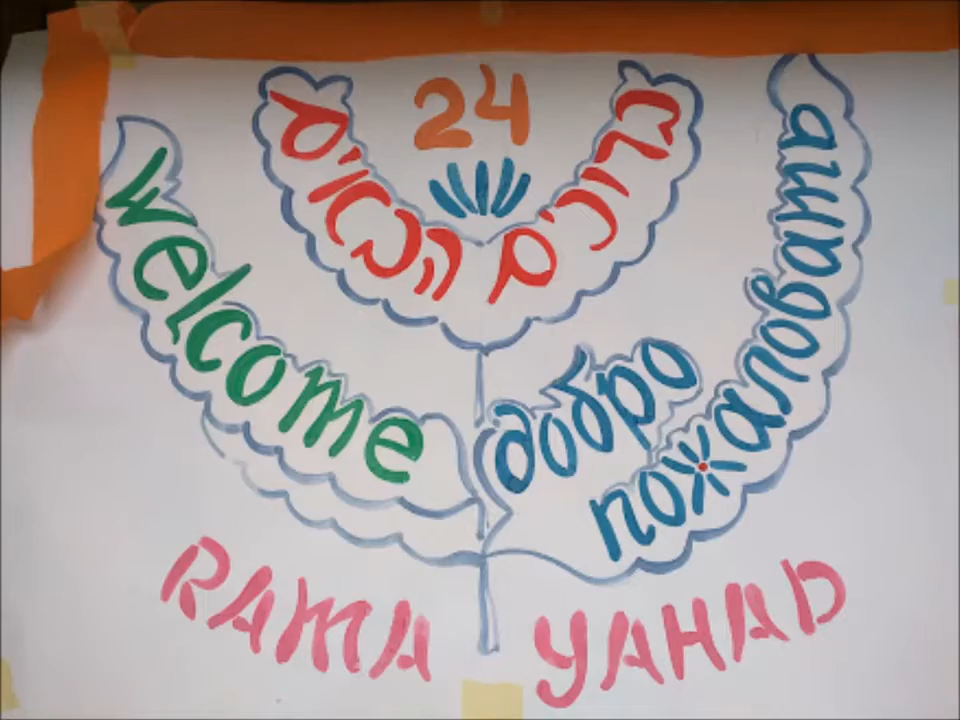 24
ברוכים הבאים
welcome
добро
пожаловать
RAMA YAHAD